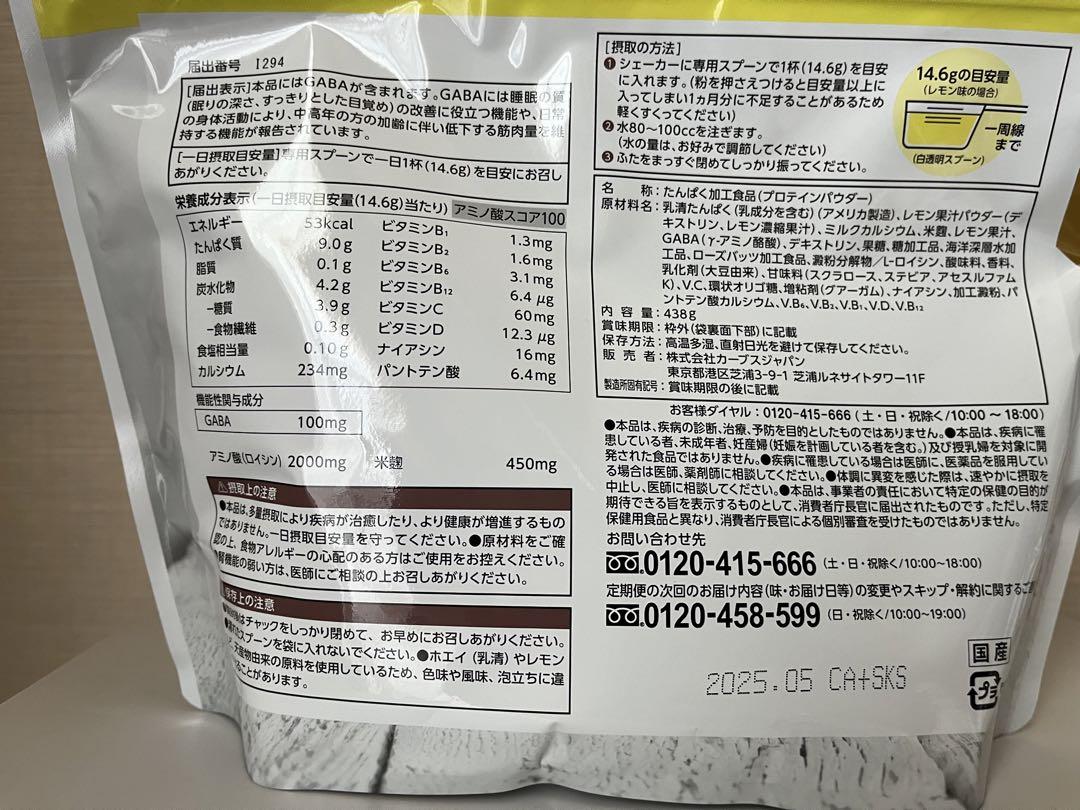 届出番号 I294
[届出表示]本品にはGABAが含まれます。GABAには睡眠の質
(眠りの深さ、すっきりとした目覚め)の改善に役立つ機能や、日常
の身体活動により、中高年の方の加齢に伴い低下する筋肉量を維
持する機能が報告されています。
[一日摂取目安量]専用スプーンで一日1杯(14.6g)を目安にお召し
あがりください。
栄養成分表示(一日摂取目安量(14.6g)当たり) アミノ酸スコア100
エネルギー 53kcal ビタミンB₁ 1.3mg
たんぱく質 9.0g ビタミンB₂ 1.6mg
脂質 0.1g ビタミンB₆ 3.1mg
炭水化物 4.2g ビタミンB₁₂ 6.4μg
−糖質 3.9g ビタミンC 60mg
−食物繊維 0.3g ビタミンD 12.3μg
食塩相当量 0.10g ナイアシン 16mg
カルシウム 234mg パントテン酸 6.4mg
機能性関与成分
GABA 100mg
アミノ酸(ロイシン) 2000mg 米麹 450mg
⚠摂取上の注意
●本品は、多量摂取により疾病が治癒したり、より健康が増進するもの
ではありません。一日摂取目安量を守ってください。●原材料をご確
認の上、食物アレルギーの心配のある方はご使用をお控えください。
腎機能の弱い方は、医師にご相談の上お召しあがりください。
保存上の注意
はチャックをしっかり閉めて、お早めにお召しあがりください。
スプーンを袋に入れないでください。●ホエイ(乳清)やレモン
天産物由来の原料を使用しているため、色味や風味、泡立ちに違
ことがあります。
[摂取の方法]
❶シェーカーに専用スプーンで1杯(14.6g)を目安
に入れます。(粉を押さえつけると目安量以上に
入ってしまい1ヵ月分に不足することがあるため
軽くすくってください)
❷水80〜100ccを注ぎます。
(水の量は、お好みで調節してください)
❸ふたをまっすぐ閉めてしっかり振ってください。
14.6gの目安量
(レモン味の場合)
一周線
まで
(白透明スプーン)
名 称:たんぱく加工食品(プロテインパウダー)
原材料名:乳清たんぱく(乳成分を含む)(アメリカ製造)、レモン果汁パウダー(デ
キストリン、レモン濃縮果汁)、ミルクカルシウム、米麹、レモン果汁、
GABA(γ-アミノ酪酸)、デキストリン、果糖、糖加工品、海洋深層水加
工品、ローズバッツ加工食品、澱粉分解物/L-ロイシン、酸味料、香料、
乳化剤(大豆由来)、甘味料(スクラロース、ステビア、アセスルファム
K)、V.C、環状オリゴ糖、増粘剤(グアーガム)、ナイアシン、加工澱粉、パ
ントテン酸カルシウム、V.B₆、V.B₂、V.B₁、V.D、V.B₁₂
内容量:438g
賞味期限:枠外(袋裏面下部)に記載
保存方法:高温多湿、直射日光を避けて保存してください。
販売者:株式会社カーブスジャパン
東京都港区芝浦3-9-1 芝浦ルネサイトタワー11F
製造所固有記号:賞味期限の後に記載
お客様ダイヤル:0120-415-666(土・日・祝除く/10:00〜18:00)
●本品は、疾病の診断、治療、予防を目的としたものではありません。●本品は、疾病に罹
患している者、未成年者、妊産婦(妊娠を計画している者を含む。)及び授乳婦を対象に開
発された食品ではありません。●疾病に罹患している場合は医師に、医薬品を服用してい
る場合は医師、薬剤師に相談してください。●体調に異変を感じた際は、速やかに摂取を
中止し、医師に相談してください。●本品は、事業者の責任において特定の保健の目的が
期待できる旨を表示するものとして、消費者庁長官に届出されたものです。ただし、特定
保健用食品と異なり、消費者庁長官による個別審査を受けたものではありません。
お問い合わせ先
0120-415-666 (土・日・祝除く/10:00〜18:00)
定期便の次回のお届け内容(味・お届け日等)の変更やスキップ・解約に関するご
0120-458-599 (日・祝除く/10:00〜19:00)
国産
プラ
2025.05 CA+SKS